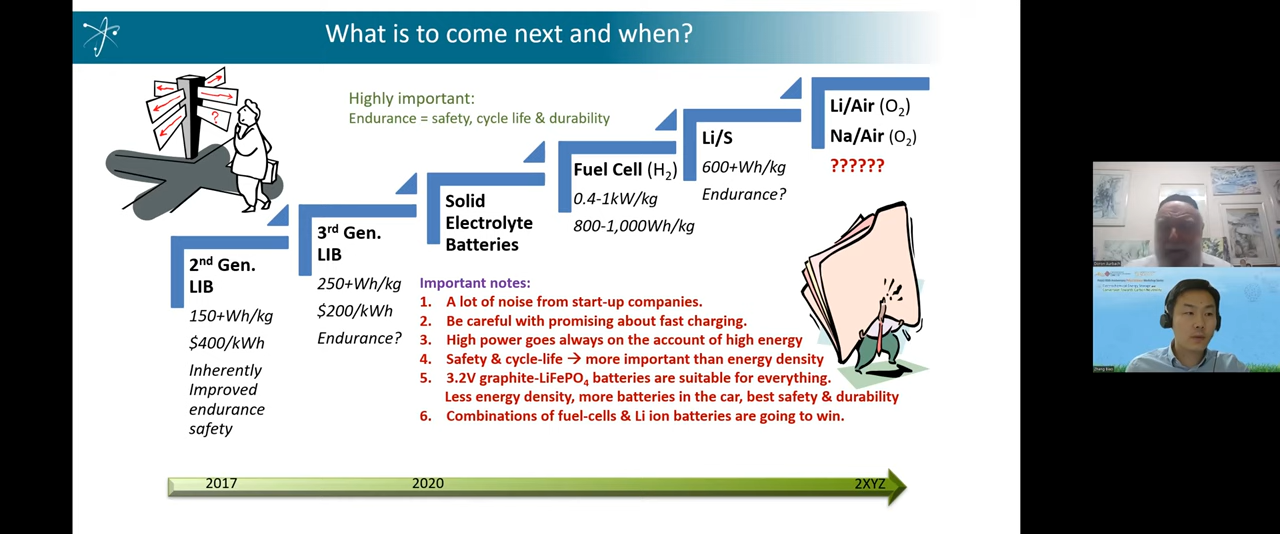 What is to come next and when?
Highly important:
Endurance = safety, cycle life & durability
?
2nd Gen.
LIB
150+Wh/kg
$400/kWh
Inherently
Improved
endurance
safety
3rd Gen.
LIB
250+Wh/kg
$200/kWh
Endurance?
Solid
Electrolyte
Batteries
Fuel Cell (H2)
0.4-1kW/kg
800-1,000Wh/kg
Li/S
600+Wh/kg
Endurance?
Li/Air (O2)
Na/Air (O2)
??????
Important notes:
1. A lot of noise from start-up companies.
2. Be careful with promising about fast charging.
3. High power goes always on the account of high energy
4. Safety & cycle-life → more important than energy density
5. 3.2V graphite-LiFePO4 batteries are suitable for everything.
Less energy density, more batteries in the car, best safety & durability
6. Combinations of fuel-cells & Li ion batteries are going to win.
2017
2020
2XYZ
Doron Aurbach